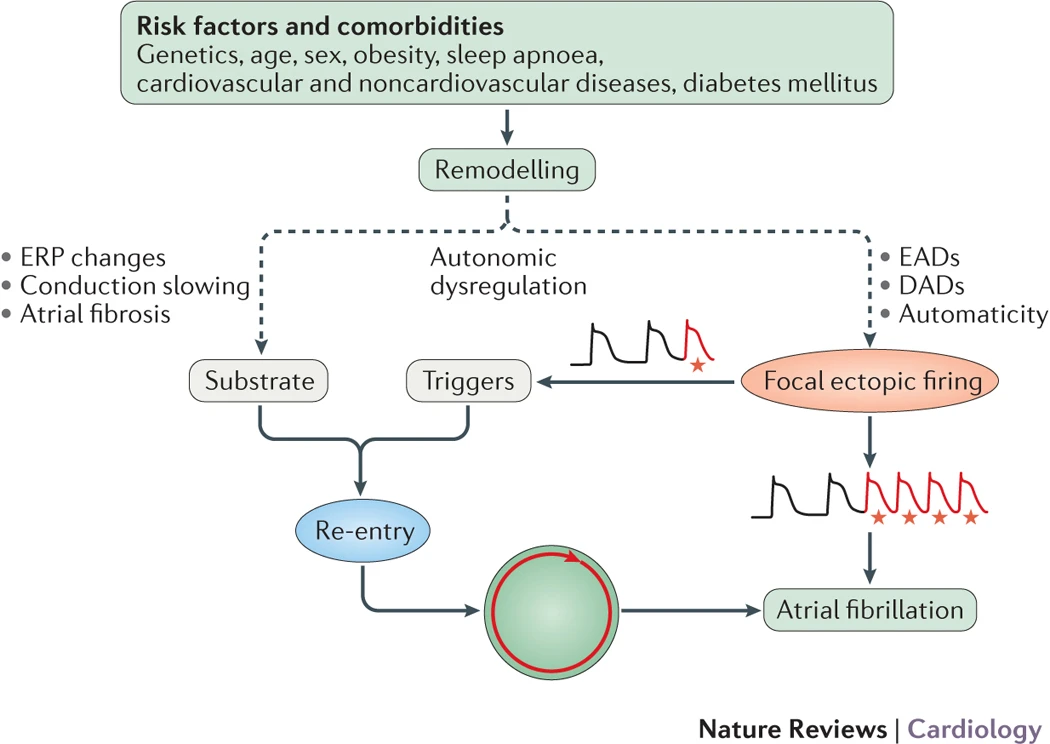 Risk factors and comorbidities
Genetics, age, sex, obesity, sleep apnoea,
cardiovascular and noncardiovascular diseases, diabetes mellitus
Remodelling
• ERP changes
• Conduction slowing
• Atrial fibrosis
Autonomic
dysregulation
• EADs
• DADs
• Automaticity
Substrate
Triggers
Focal ectopic firing
Re-entry
Atrial fibrillation
Nature Reviews | Cardiology